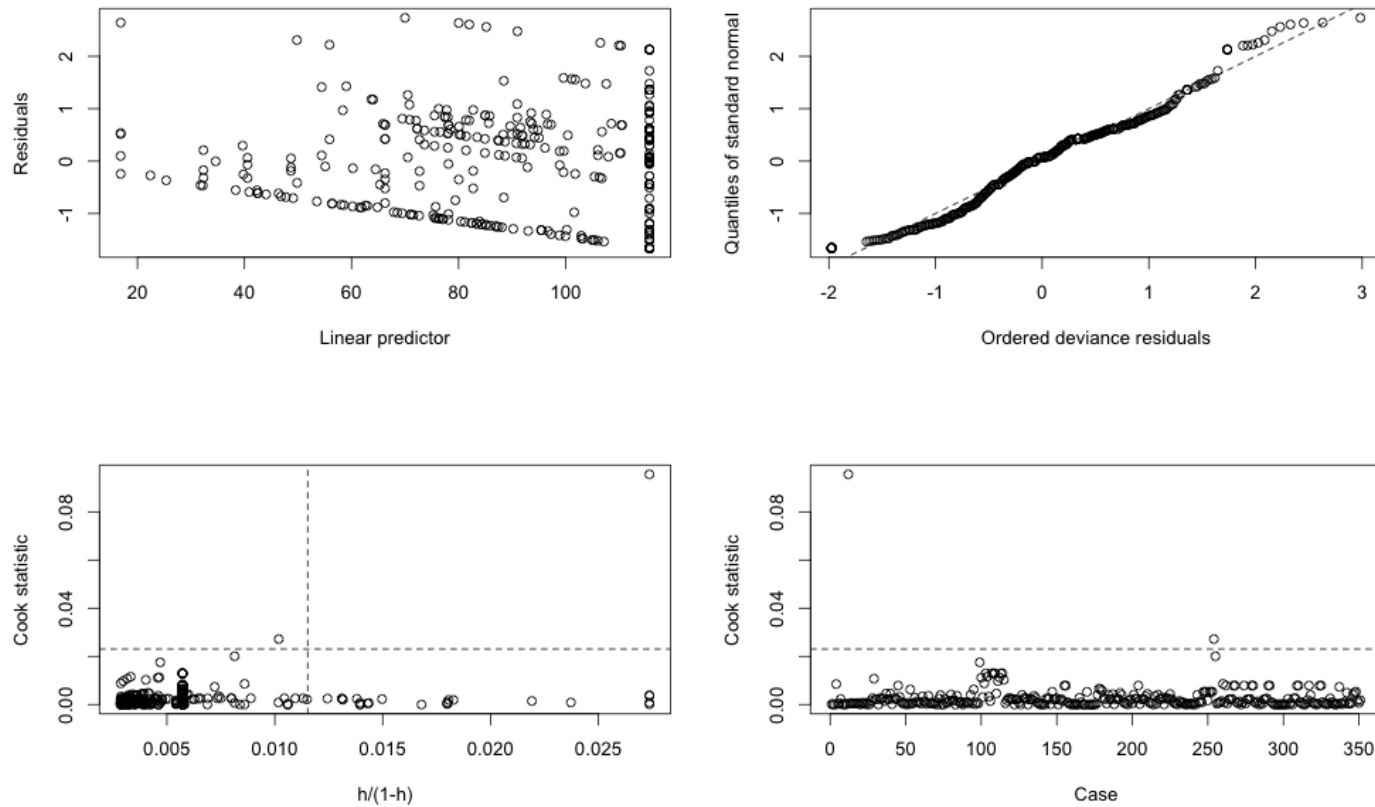 Residuals
2
1
0
-1
20 40 60 80 100
Linear predictor
Quantiles of standard normal
2
1
0
-1
-2 -1 0 1 2 3
Ordered deviance residuals
Cook statistic
0.08
0.04
0.00
0.005 0.010 0.015 0.020 0.025
h/(1-h)
Cook statistic
0.08
0.04
0.00
0 50 100 150 200 250 300 350
Case